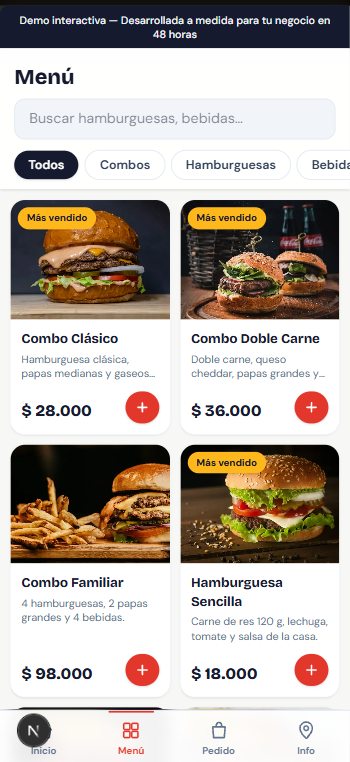 Demo interactiva — Desarrollada a medida para tu negocio en
48 horas
Menú
Buscar hamburguesas, bebidas...
Todos
Combos
Hamburguesas
Bebida
Más vendido
Más vendido
Combo Clásico
Hamburguesa clásica,
papas medianas y gaseos...
$ 28.000
Combo Doble Carne
Doble carne, queso
cheddar, papas grandes y...
$ 36.000
Más vendido
Combo Familiar
4 hamburguesas, 2 papas
grandes y 4 bebidas.
$ 98.000
Hamburguesa
Sencilla
Carne de res 120 g, lechuga,
tomate y salsa de la casa.
$ 18.000
N
Inicio
Menú
Pedido
Info